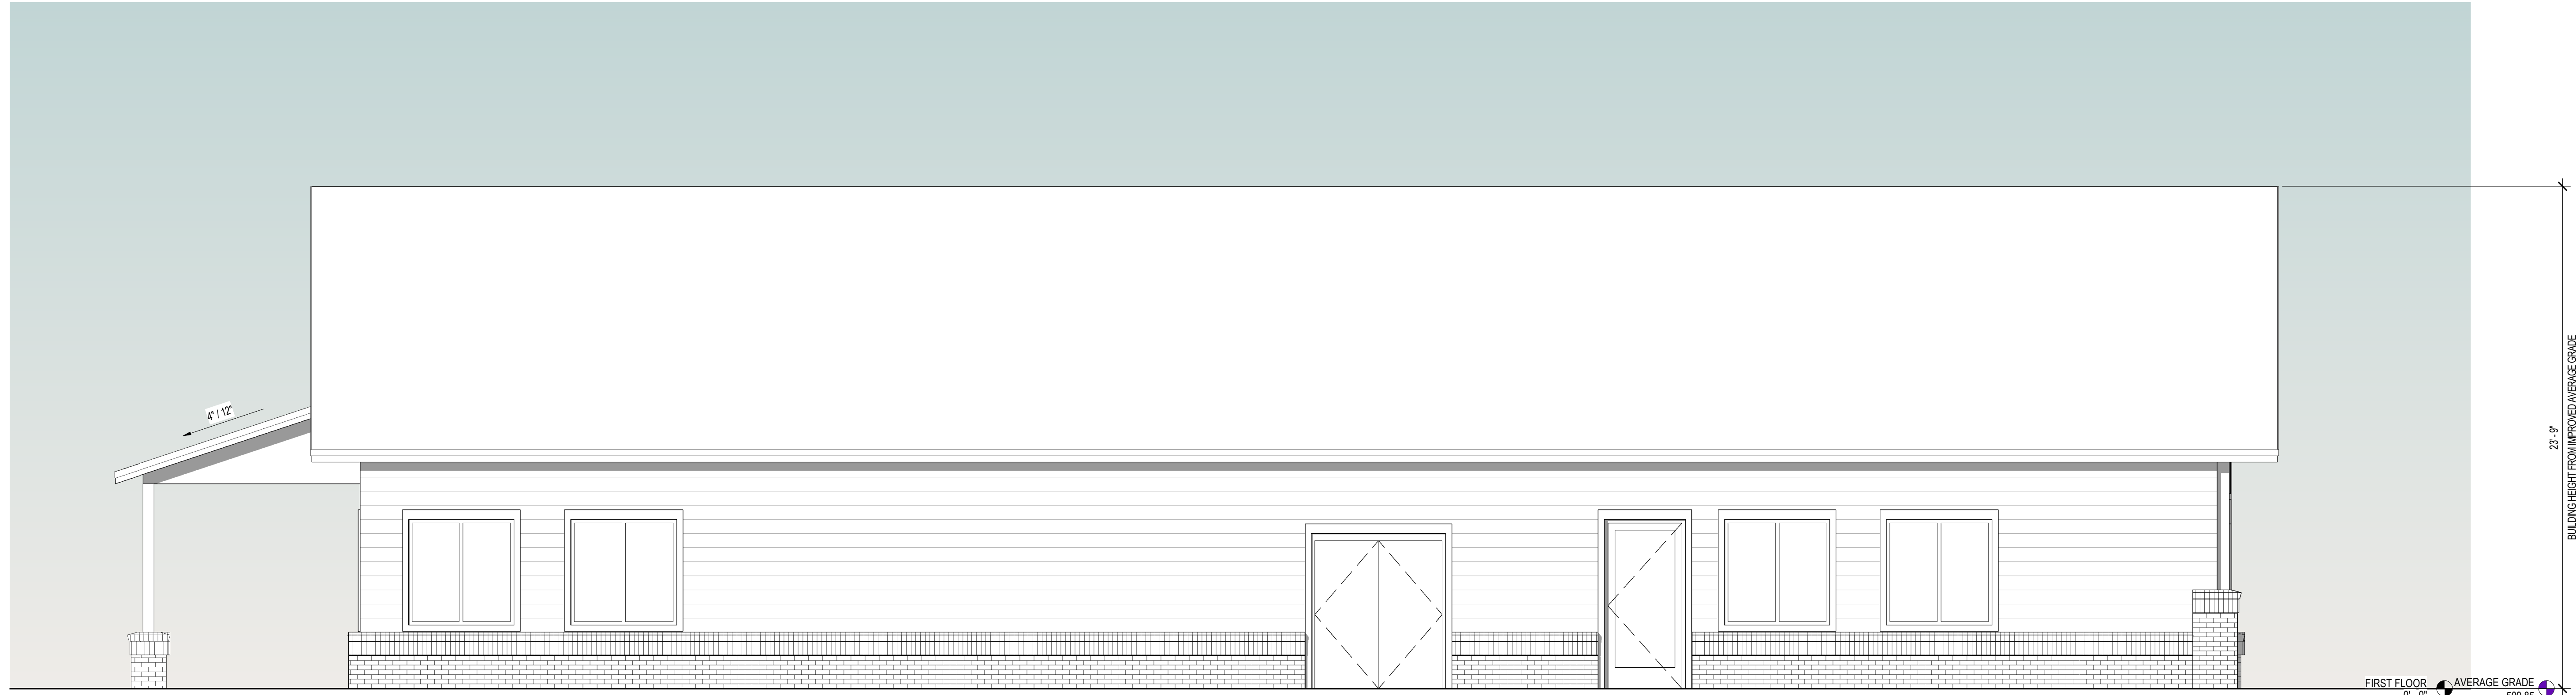 4" / 12"
23' - 9"
BUILDING HEIGHT FROM IMPROVED AVERAGE GRADE
FIRST FLOOR
AVERAGE GRADE